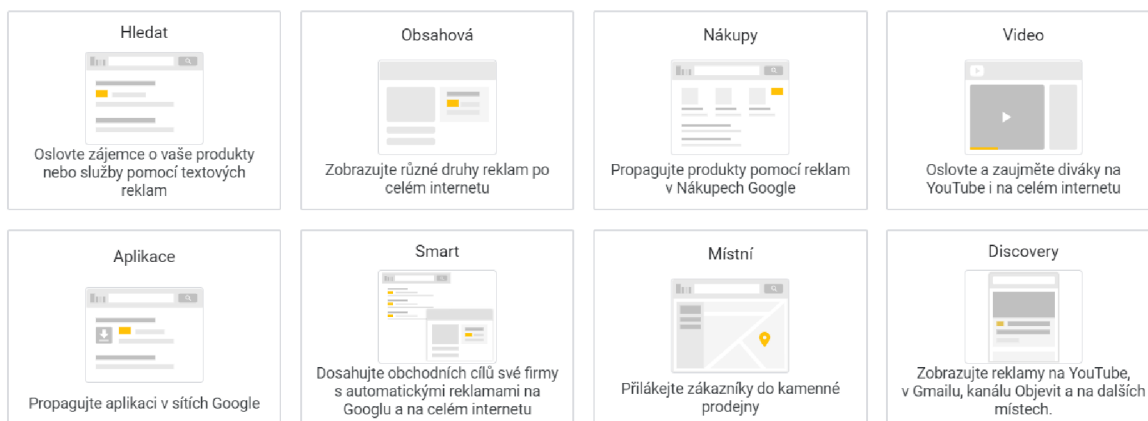 Hledat
Oslovte zájemce o vaše produkty
nebo služby pomocí textových
reklam
Obsahová
Zobrazujte různé druhy reklam po
celém internetu
Nákupy
Propagujte produkty pomocí reklam
v Nákupech Google
Video
Oslovte a zaujměte diváky na
YouTube i na celém internetu
Aplikace
Propagujte aplikaci v sítích Google
Smart
Dosahujte obchodních cílů své firmy
s automatickými reklamami na
Googlu a na celém internetu
Místní
Přilákejte zákazníky do kamenné
prodejny
Discovery
Zobrazujte reklamy na YouTube,
v Gmailu, kanálu Objevit a na dalších
místech.